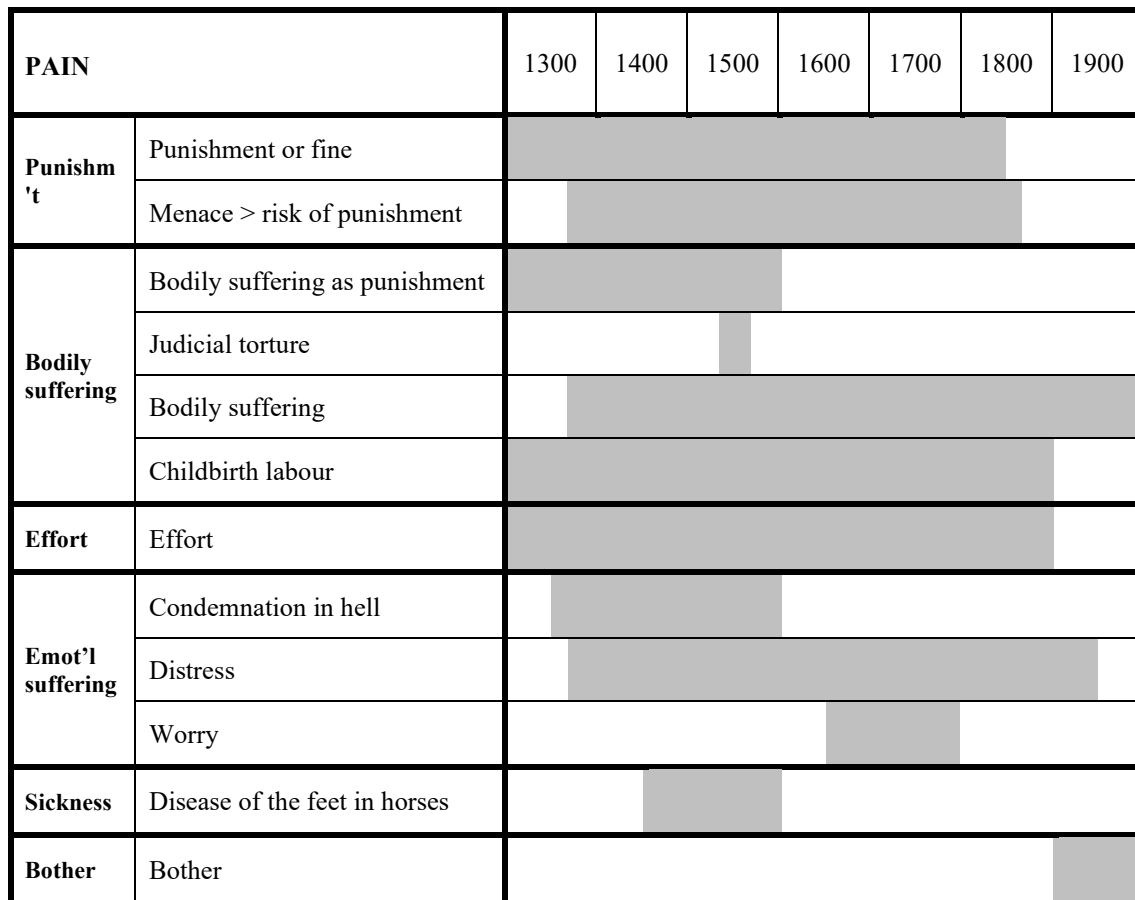 PAIN 1300 1400 1500 1600 1700 1800 1900
Punishm
't
Punishment or fine
Menace > risk of punishment
Bodily
suffering
Bodily suffering as punishment
Judicial torture
Bodily suffering
Childbirth labour
Effort Effort
Emot’l
suffering
Condemnation in hell
Distress
Worry
Sickness Disease of the feet in horses
Bother Bother